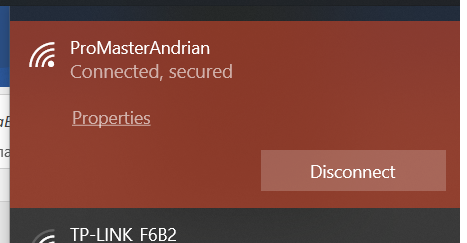 ProMasterAndrian
Connected, secured
Properties
Disconnect
TP-LINK_F6B2